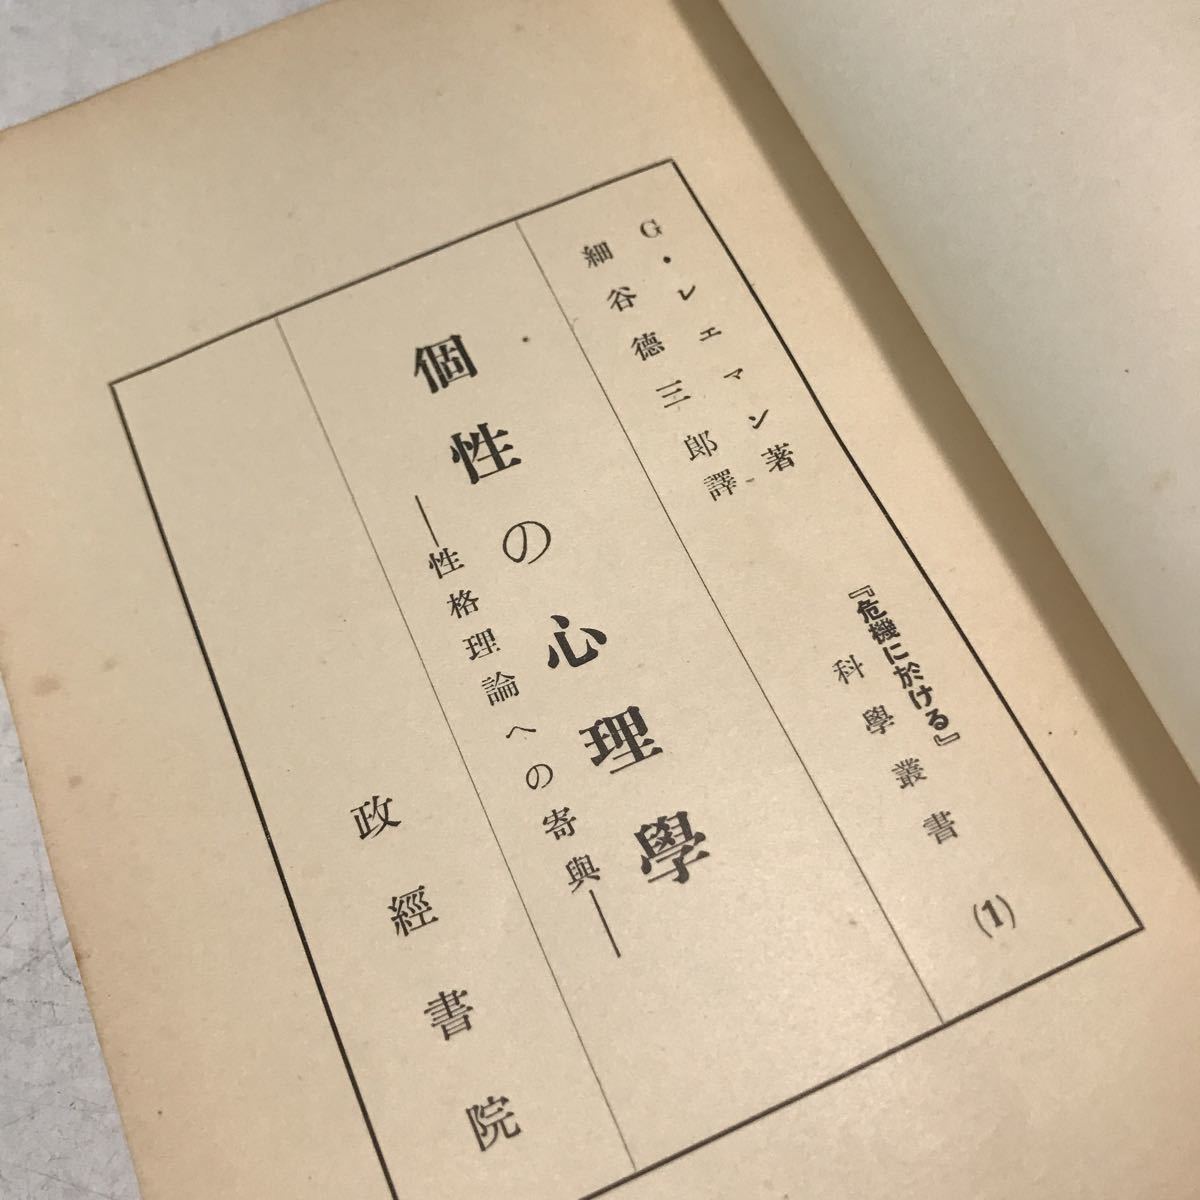 G・レェマン著
細谷德三郎譯
『危機に於ける』
科學叢書
(1)
個性の心理學
―性格理論への寄與―
政經書院